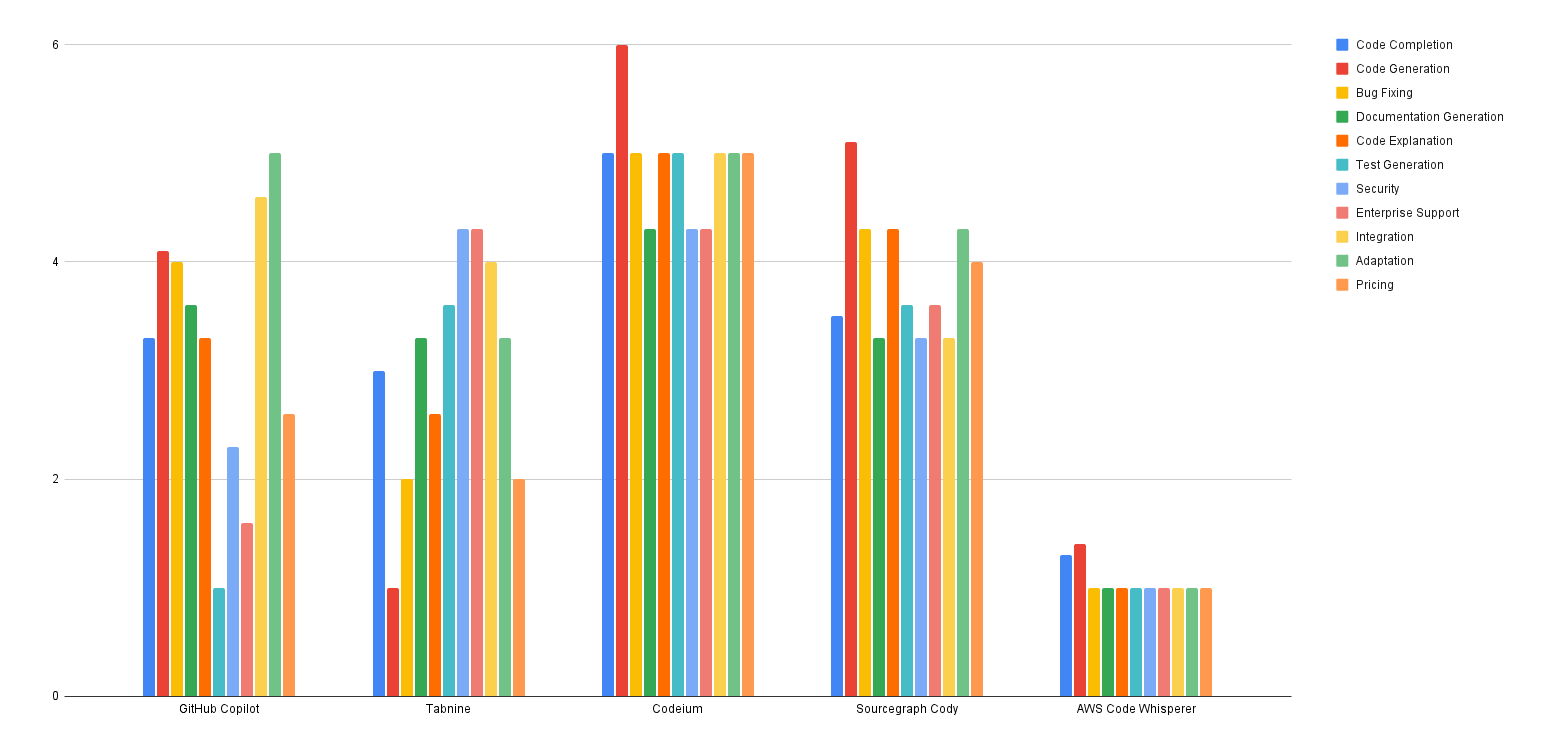 6
4
2
0
GitHub Copilot
Tabnine
Codeium
Sourcegraph Cody
AWS Code Whisperer
Code Completion
Code Generation
Bug Fixing
Documentation Generation
Code Explanation
Test Generation
Security
Enterprise Support
Integration
Adaptation
Pricing